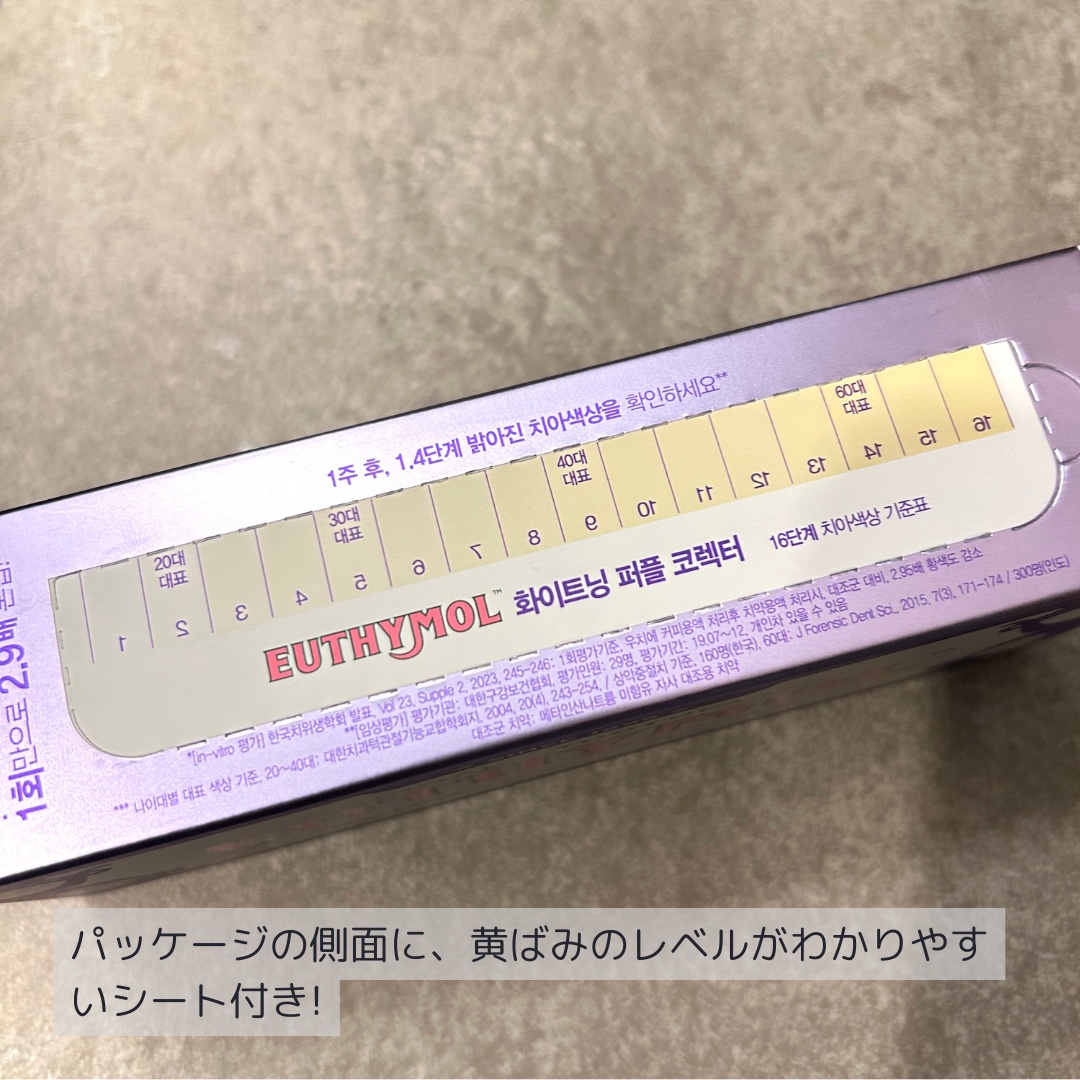 1회만으로 2.9배
1주 후, 1.4단계 밝아진 치아색상을 확인하세요**
1
2
20대
대표
3
4
5
30대
대표
6
7
8
9
40대
대표
10
11
12
13
14
60대
대표
15
16
EUTHYMOL™ 화이트닝 퍼플 코렉터 16단계 치아색상 기준표
*[in-vitro 평가] 한국치위생학회 발표, Vol 23, Supple 2, 2023, 245-246: 1회평가기준, 우치에 커피용액 처리후 치약용액 처리시, 대조군 대비, 2.95배 황색도 감소
**[임상평가] 평가기관: 대한구강보건협회, 평가인원: 29명, 평가기간: 19.07~12, 개인차 있을 수 있음
*** 나이대별 대표 색상 기준, 20~40대: 대한치과턱관절기능교합학회지, 2004, 20(4), 243-254, / 상악중절치 기준, 160명(한국), 60대: J Forensic Dent Sci., 2015, 7(3), 171-174 / 300명(인도)
대조군 치약: 메타인산나트륨 미함유 자사 대조용 치약
パッケージの側面に、黄ばみのレベルがわかりやす
いシート付き!